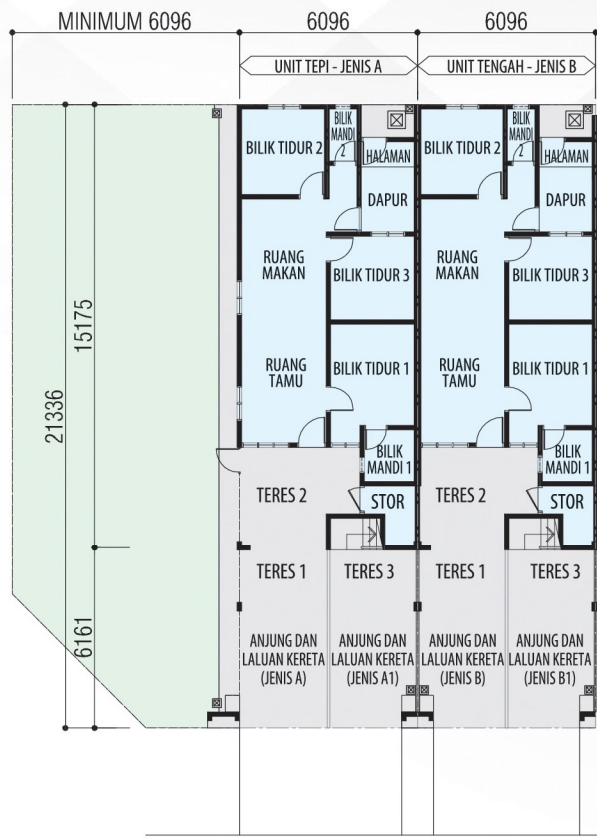 MINIMUM 6096
6096
6096
UNIT TEPI - JENIS A
UNIT TENGAH - JENIS B
BILIK TIDUR 2
BILIK
MANDI
2
HALAMAN
DAPUR
BILIK TIDUR 2
BILIK
MANDI
2
HALAMAN
DAPUR
RUANG
MAKAN
BILIK TIDUR 3
RUANG
MAKAN
BILIK TIDUR 3
21336
15175
6161
RUANG
TAMU
BILIK TIDUR 1
RUANG
TAMU
BILIK TIDUR 1
BILIK
MANDI 1
BILIK
MANDI 1
TERES 2
STOR
TERES 2
STOR
TERES 1
TERES 3
TERES 1
TERES 3
ANJUNG DAN
LALUAN KERETA
(JENIS A)
ANJUNG DAN
LALUAN KERETA
(JENIS A1)
ANJUNG DAN
LALUAN KERETA
(JENIS B)
ANJUNG DAN
LALUAN KERETA
(JENIS B1)